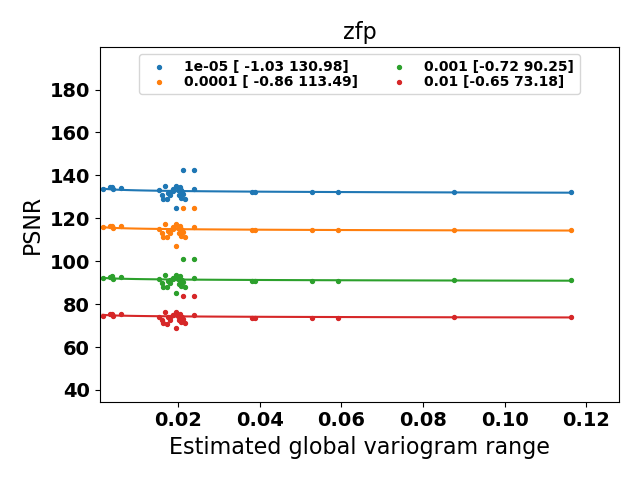 zfp
1e-05 [ -1.03 130.98]
0.0001 [ -0.86 113.49]
0.001 [-0.72 90.25]
0.01 [-0.65 73.18]
PSNR
180
160
140
120
100
80
60
40
0.02 0.04 0.06 0.08 0.10 0.12
Estimated global variogram range